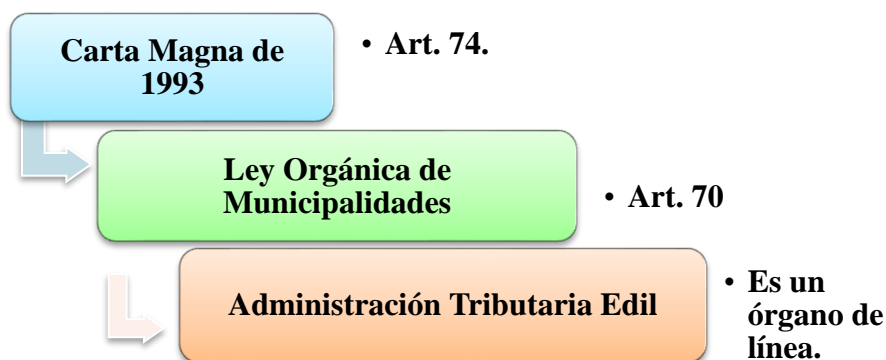 Carta Magna de
1993
• Art. 74.
Ley Orgánica de
Municipalidades
• Art. 70
Administración Tributaria Edil
• Es un
órgano de
línea.